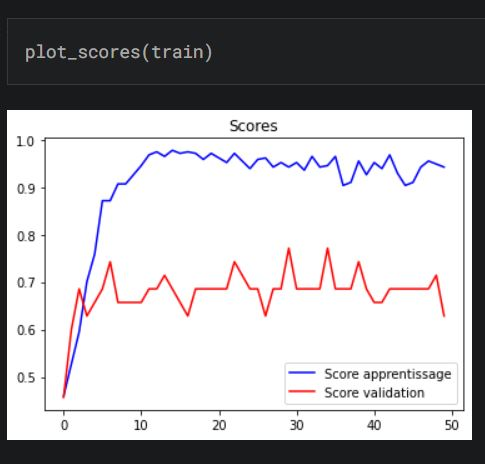 plot_scores(train)
Scores
1.0
0.9
0.8
0.7
0.6
0.5
Score apprentissage
Score validation
0 10 20 30 40 50